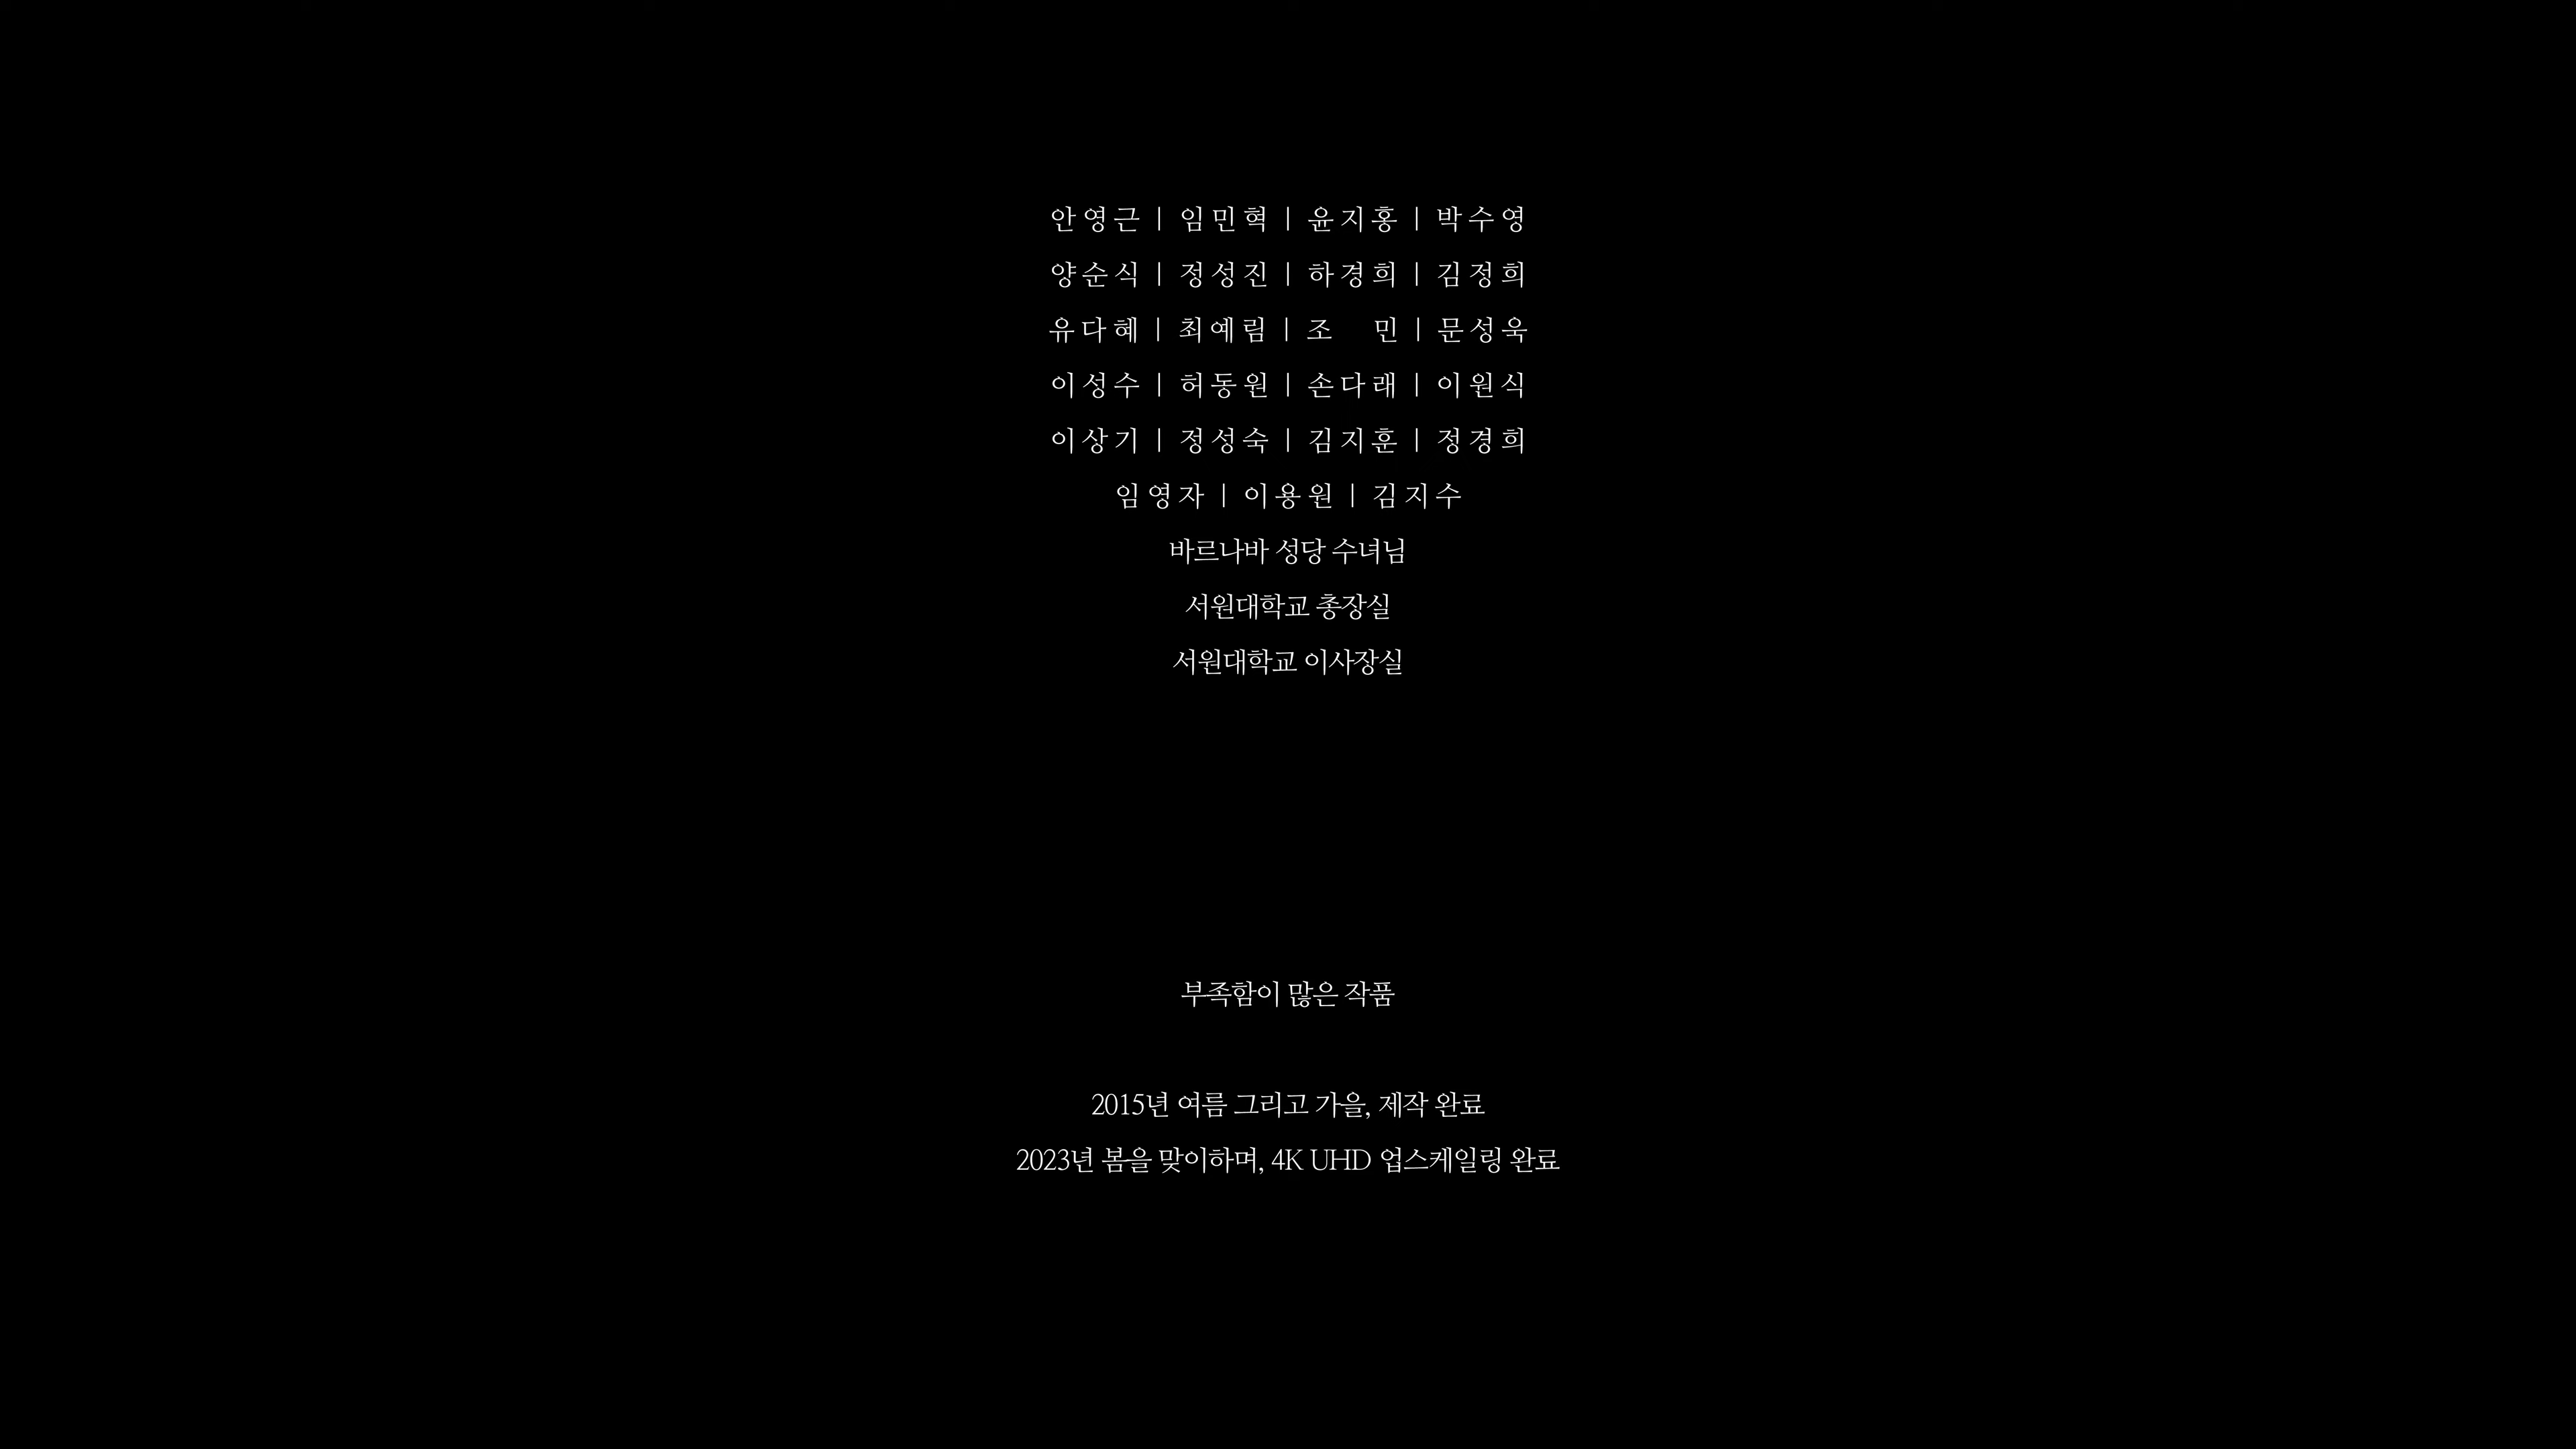 안영근 | 임민혁 | 윤지홍 | 박수영
양순식 | 정성진 | 하경희 | 김정희
유다혜 | 최예림 | 조 민 | 문성욱
이성수 | 허동원 | 손다래 | 이원식
이상기 | 정성숙 | 김지훈 | 정경희
임영자 | 이용원 | 김지수
바르나바 성당 수녀님
서원대학교 총장실
서원대학교 이사장실
부족함이 많은 작품
2015년 여름 그리고 가을, 제작 완료
2023년 봄을 맞이하며, 4K UHD 업스케일링 완료